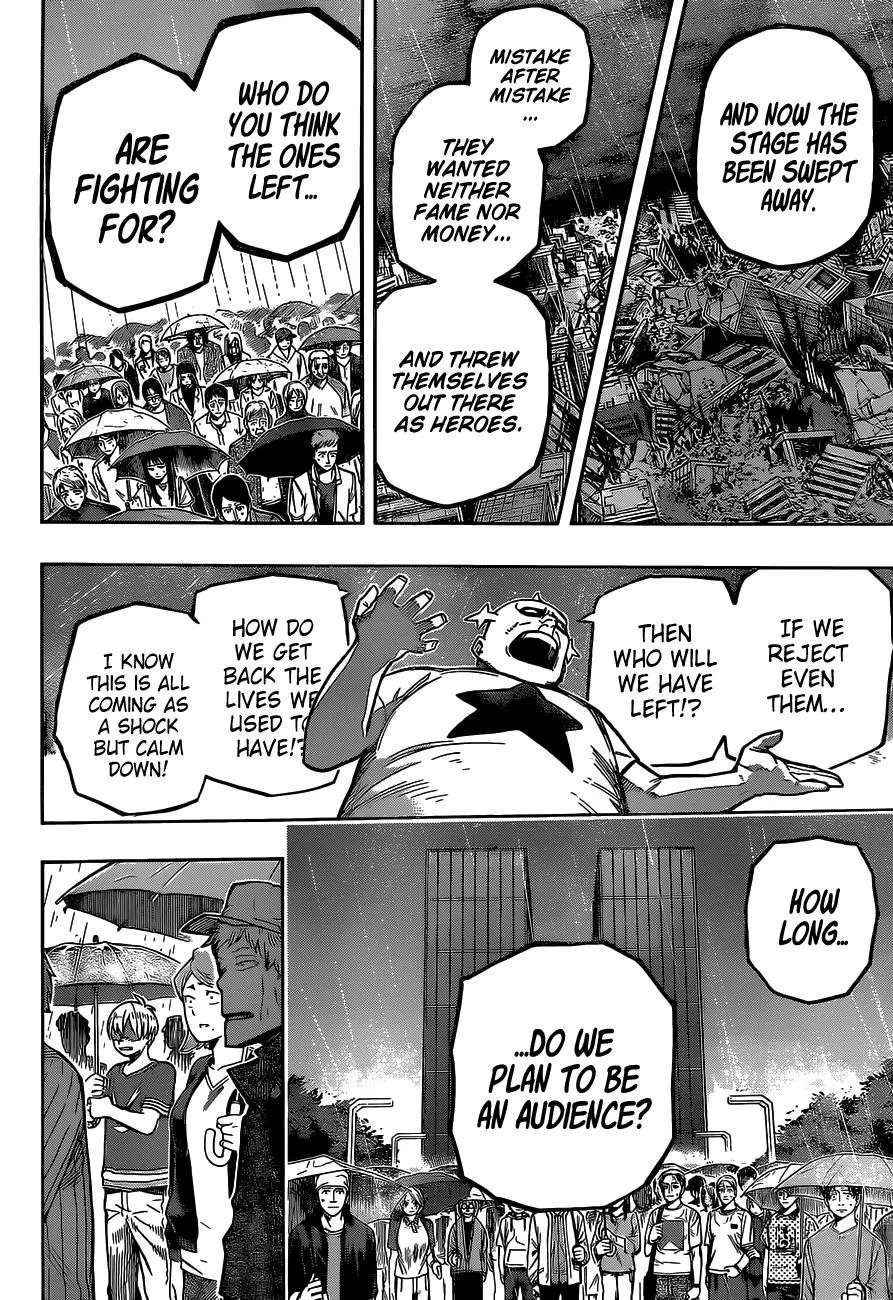 AND NOW THE
STAGE HAS
BEEN SWEPT
AWAY.
MISTAKE
AFTER
MISTAKE
...
THEY
WANTED
NEITHER
FAME NOR
MONEY...
AND THREW
THEMSELVES
OUT THERE
AS HEROES.
WHO DO
YOU THINK
THE ONES
LEFT...
ARE
FIGHTING
FOR?
IF WE
REJECT
EVEN
THEM...
THEN
WHO WILL
WE HAVE
LEFT!?
HOW DO
WE GET
BACK THE
LIVES WE
USED TO
HAVE!?
I KNOW
THIS IS ALL
COMING AS
A SHOCK
BUT CALM
DOWN!
HOW
LONG...
...DO WE
PLAN TO BE
AN AUDIENCE?